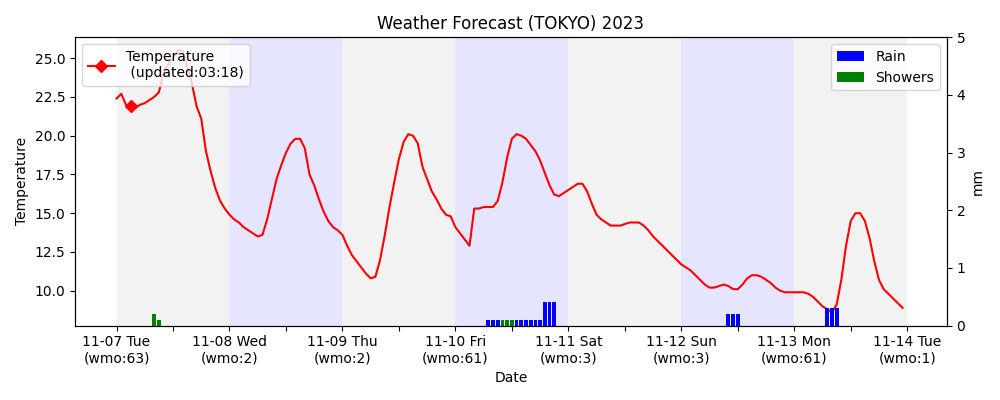 Weather Forecast (TOKYO) 2023
Temperature
(updated:03:18)
Rain
Showers
25.0
22.5
20.0
17.5
15.0
12.5
10.0
Temperature
5
4
3
2
1
0
mm
11-07 Tue 11-08 Wed 11-09 Thu 11-10 Fri 11-11 Sat 11-12 Sun 11-13 Mon 11-14 Tue
(wmo:63) (wmo:2) (wmo:2) (wmo:61) (wmo:3) (wmo:3) (wmo:61) (wmo:1)
Date